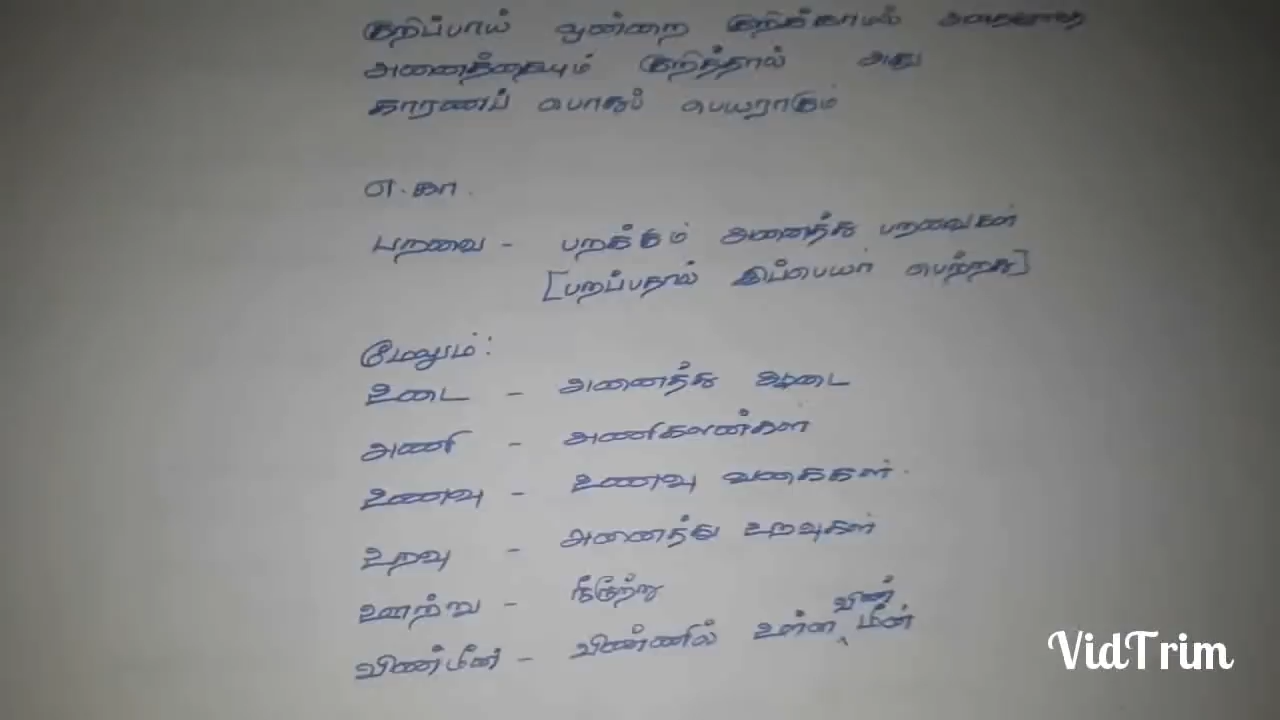 குறிப்பாய் ஒன்றை குறிக்காமல்
அனைத்தையும் குறித்தால் அது
காரணப் பொதுப் பெயராகும்
எ.கா.
பறவை - பறக்கும் அனைத்து பறவைகள்
[பறப்பதால் இப்பெயர் பெற்றது]
மேலும்:
உடை - அனைத்து ஆடை
அணி - அணிகலன்கள்
உணவு - உணவு வகைகள்.
உறவு - அனைத்து உறவுகள்
ஊற்று - நீரூற்று
விண்மீன் - விண்ணில் உள்ள விண் மீன்
VidTrim